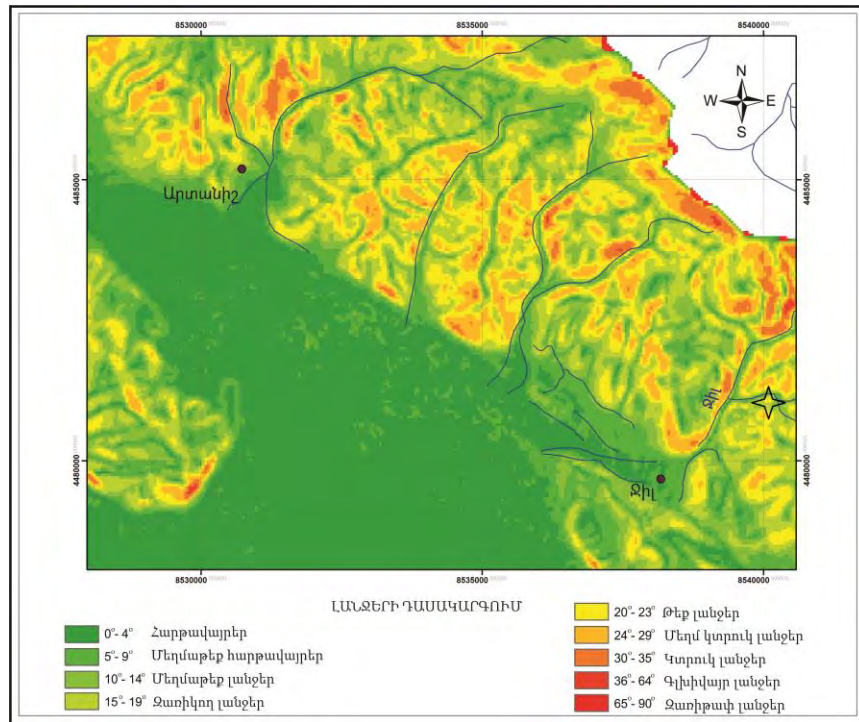 8530000 8535000 8540000
N
W E
S
4485000 4485000
Արտանիշ
Ջիլ
4480000 4480000
Ջիլ
8530000 8535000 8540000
ԼԱՆՋԵՐԻ ԴԱՍԱԿԱՐԳՈՒՄ
0°- 4° Հարթավայրեր
5°- 9° Մեղմաթեք հարթավայրեր
10°- 14° Մեղմաթեք լանջեր
15°- 19° Զառիկող լանջեր
20°- 23° Թեք լանջեր
24°- 29° Մեղմ կտրուկ լանջեր
30°- 35° Կտրուկ լանջեր
36°- 64° Գլխիվայր լանջեր
65°- 90° Զառիթափ լանջեր